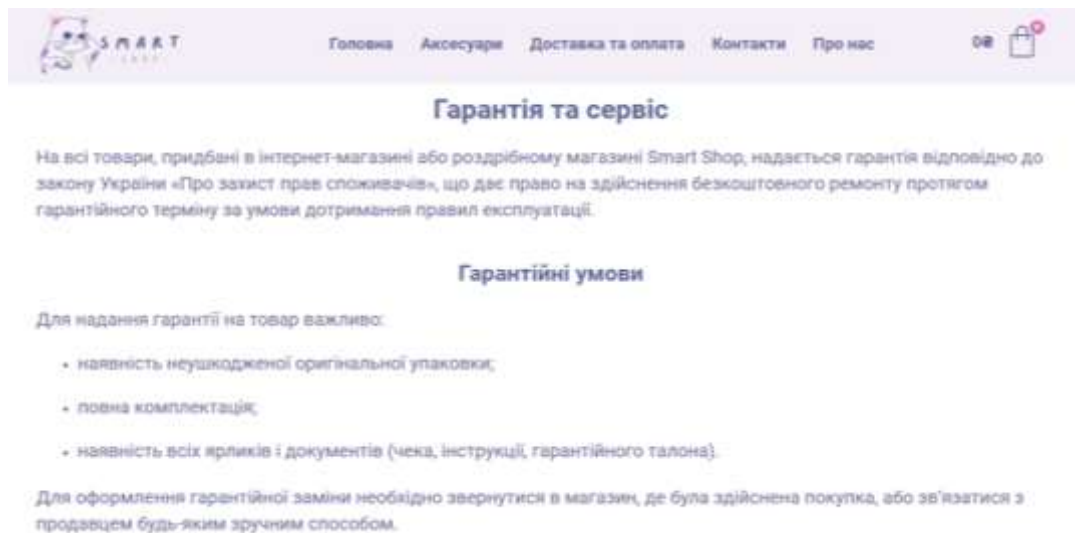 SMART
Головна Аксесуари Доставка та оплата Контакти Про нас 0₴ 0
Гарантія та сервіс
На всі товари, придбані в інтернет-магазині або роздрібному магазині Smart Shop, надається гарантія відповідно до
закону України «Про захист прав споживачів», що дає право на здійснення безкоштовного ремонту протягом
гарантійного терміну за умови дотримання правил експлуатації.
Гарантійні умови
Для надання гарантії на товар важливо:
• наявність неушкодженої оригінальної упаковки;
• повна комплектація;
• наявність всіх ярликів і документів (чека, інструкції, гарантійного талона).
Для оформлення гарантійної заміни необхідно звернутися в магазин, де була здійснена покупка, або зв'язатися з
продавцем будь-яким зручним способом.